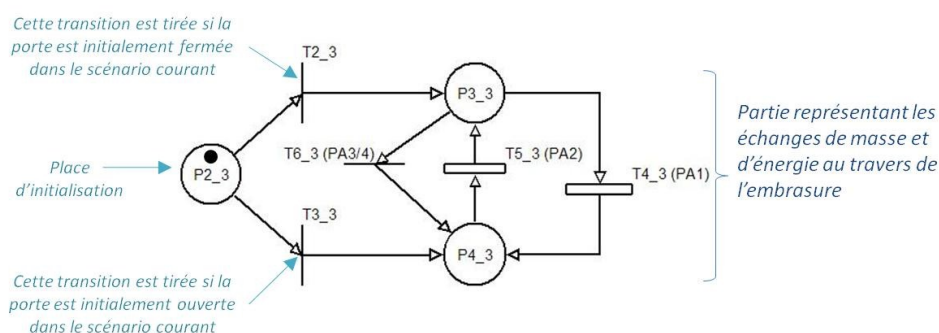 Cette transition est tirée si la
porte est initialement fermée
dans le scénario courant
T2_3
P3_3
Place
d'initialisation
P2_3
T6_3 (PA3/4)
T5_3 (PA2)
T4_3 (PA1)
Partie représentant les
échanges de masse et
d'énergie au travers de
l'embrasure
T3_3
P4_3
Cette transition est tirée si la
porte est initialement ouverte
dans le scénario courant